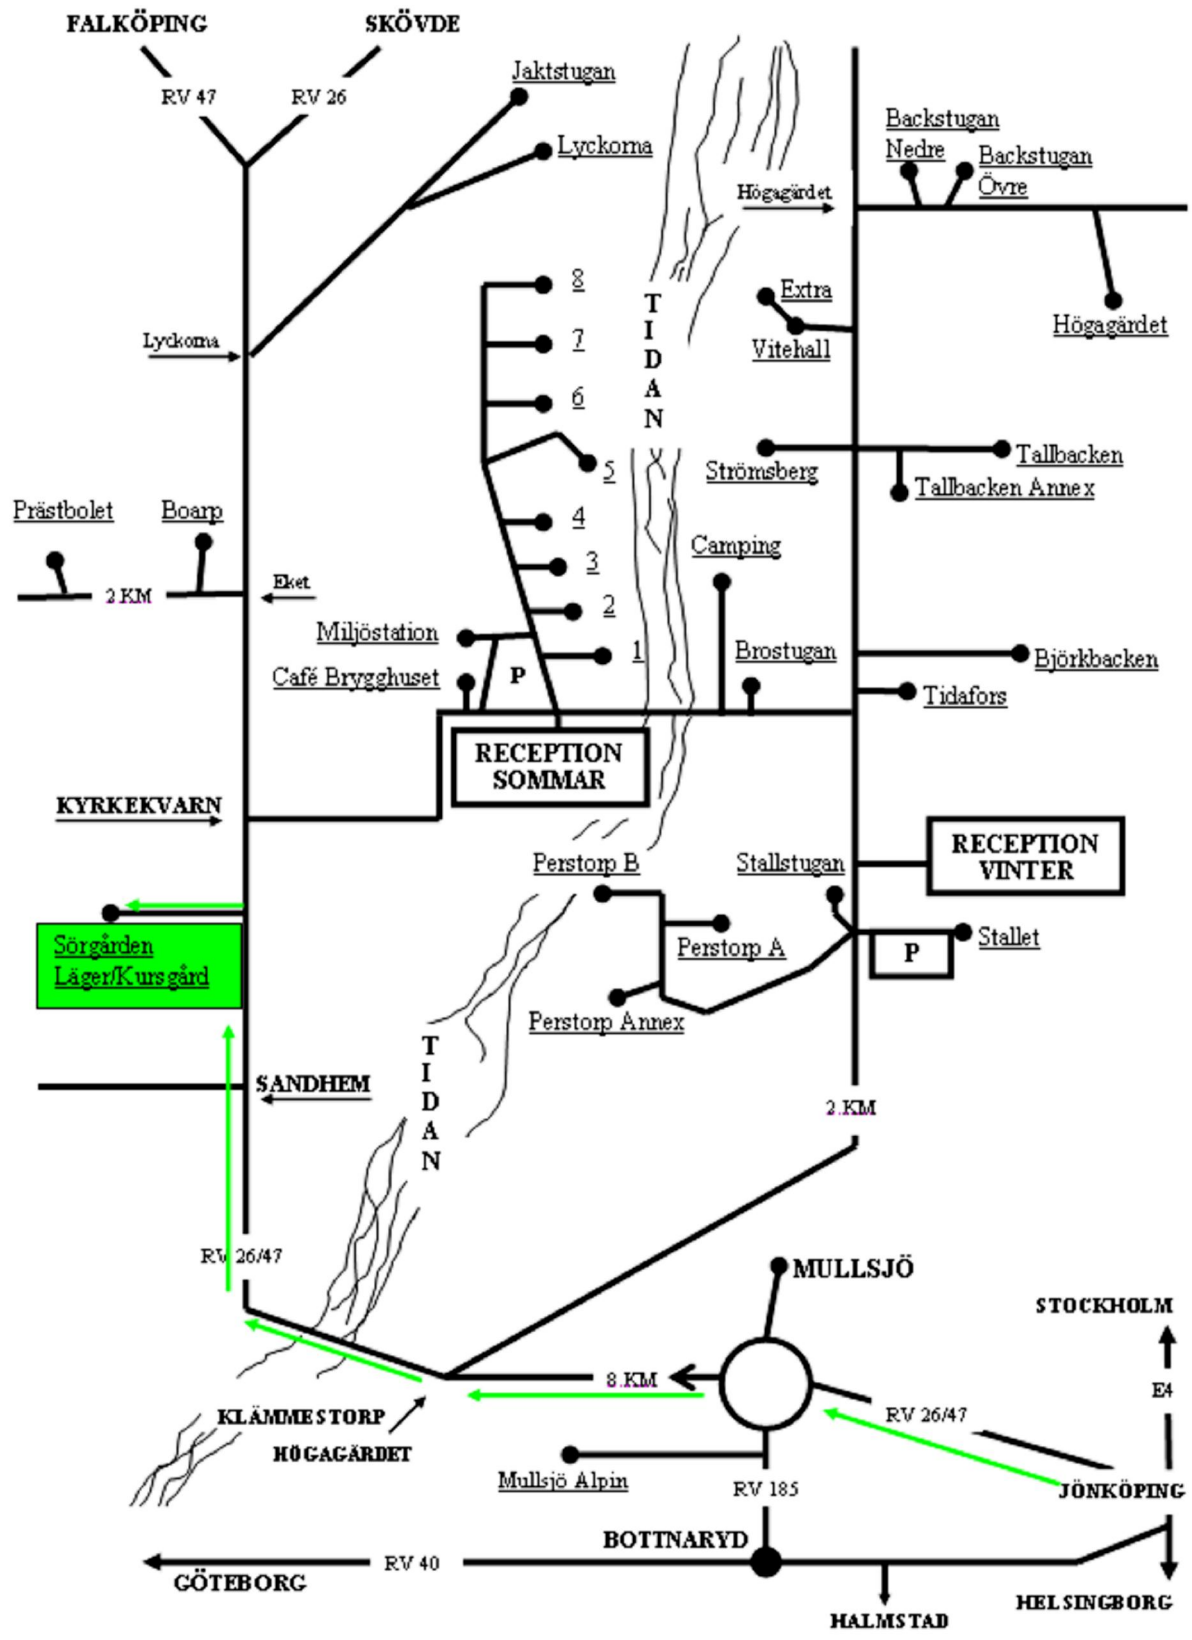 FALKÖPING
SKÖVDE
RV 47
RV 26
Jaktstugan
Lyckorna
Backstugan
Nedre
Backstugan
Övre
Högagärdet
Högagärdet
Extra
Vitehall
TIDAN
Lyckorna
8
7
6
5
4
3
2
1
Strömsberg
Tallbacken
Tallbacken Annex
Prästbolet
Boarp
2 KM
Eket
Camping
Miljöstation
Café Brygghuset
P
Brostugan
Björkbacken
Tidafors
RECEPTION
SOMMAR
KYRKEKVARN
RECEPTION
VINTER
Perstorp B
Stallstugan
Perstorp A
Stallet
P
Perstorp Annex
Sörgården
Läger/Kursgård
TIDAN
SANDHEM
2 KM
RV 26/47
MULLSJÖ
STOCKHOLM
8 KM
E4
RV 26/47
KLÄMMESTORP
HÖGAGÄRDET
Mullsjö Alpin
RV 185
JÖNKÖPING
BOTTNARYD
RV 40
GÖTEBORG
HELSINGBORG
HALMSTAD